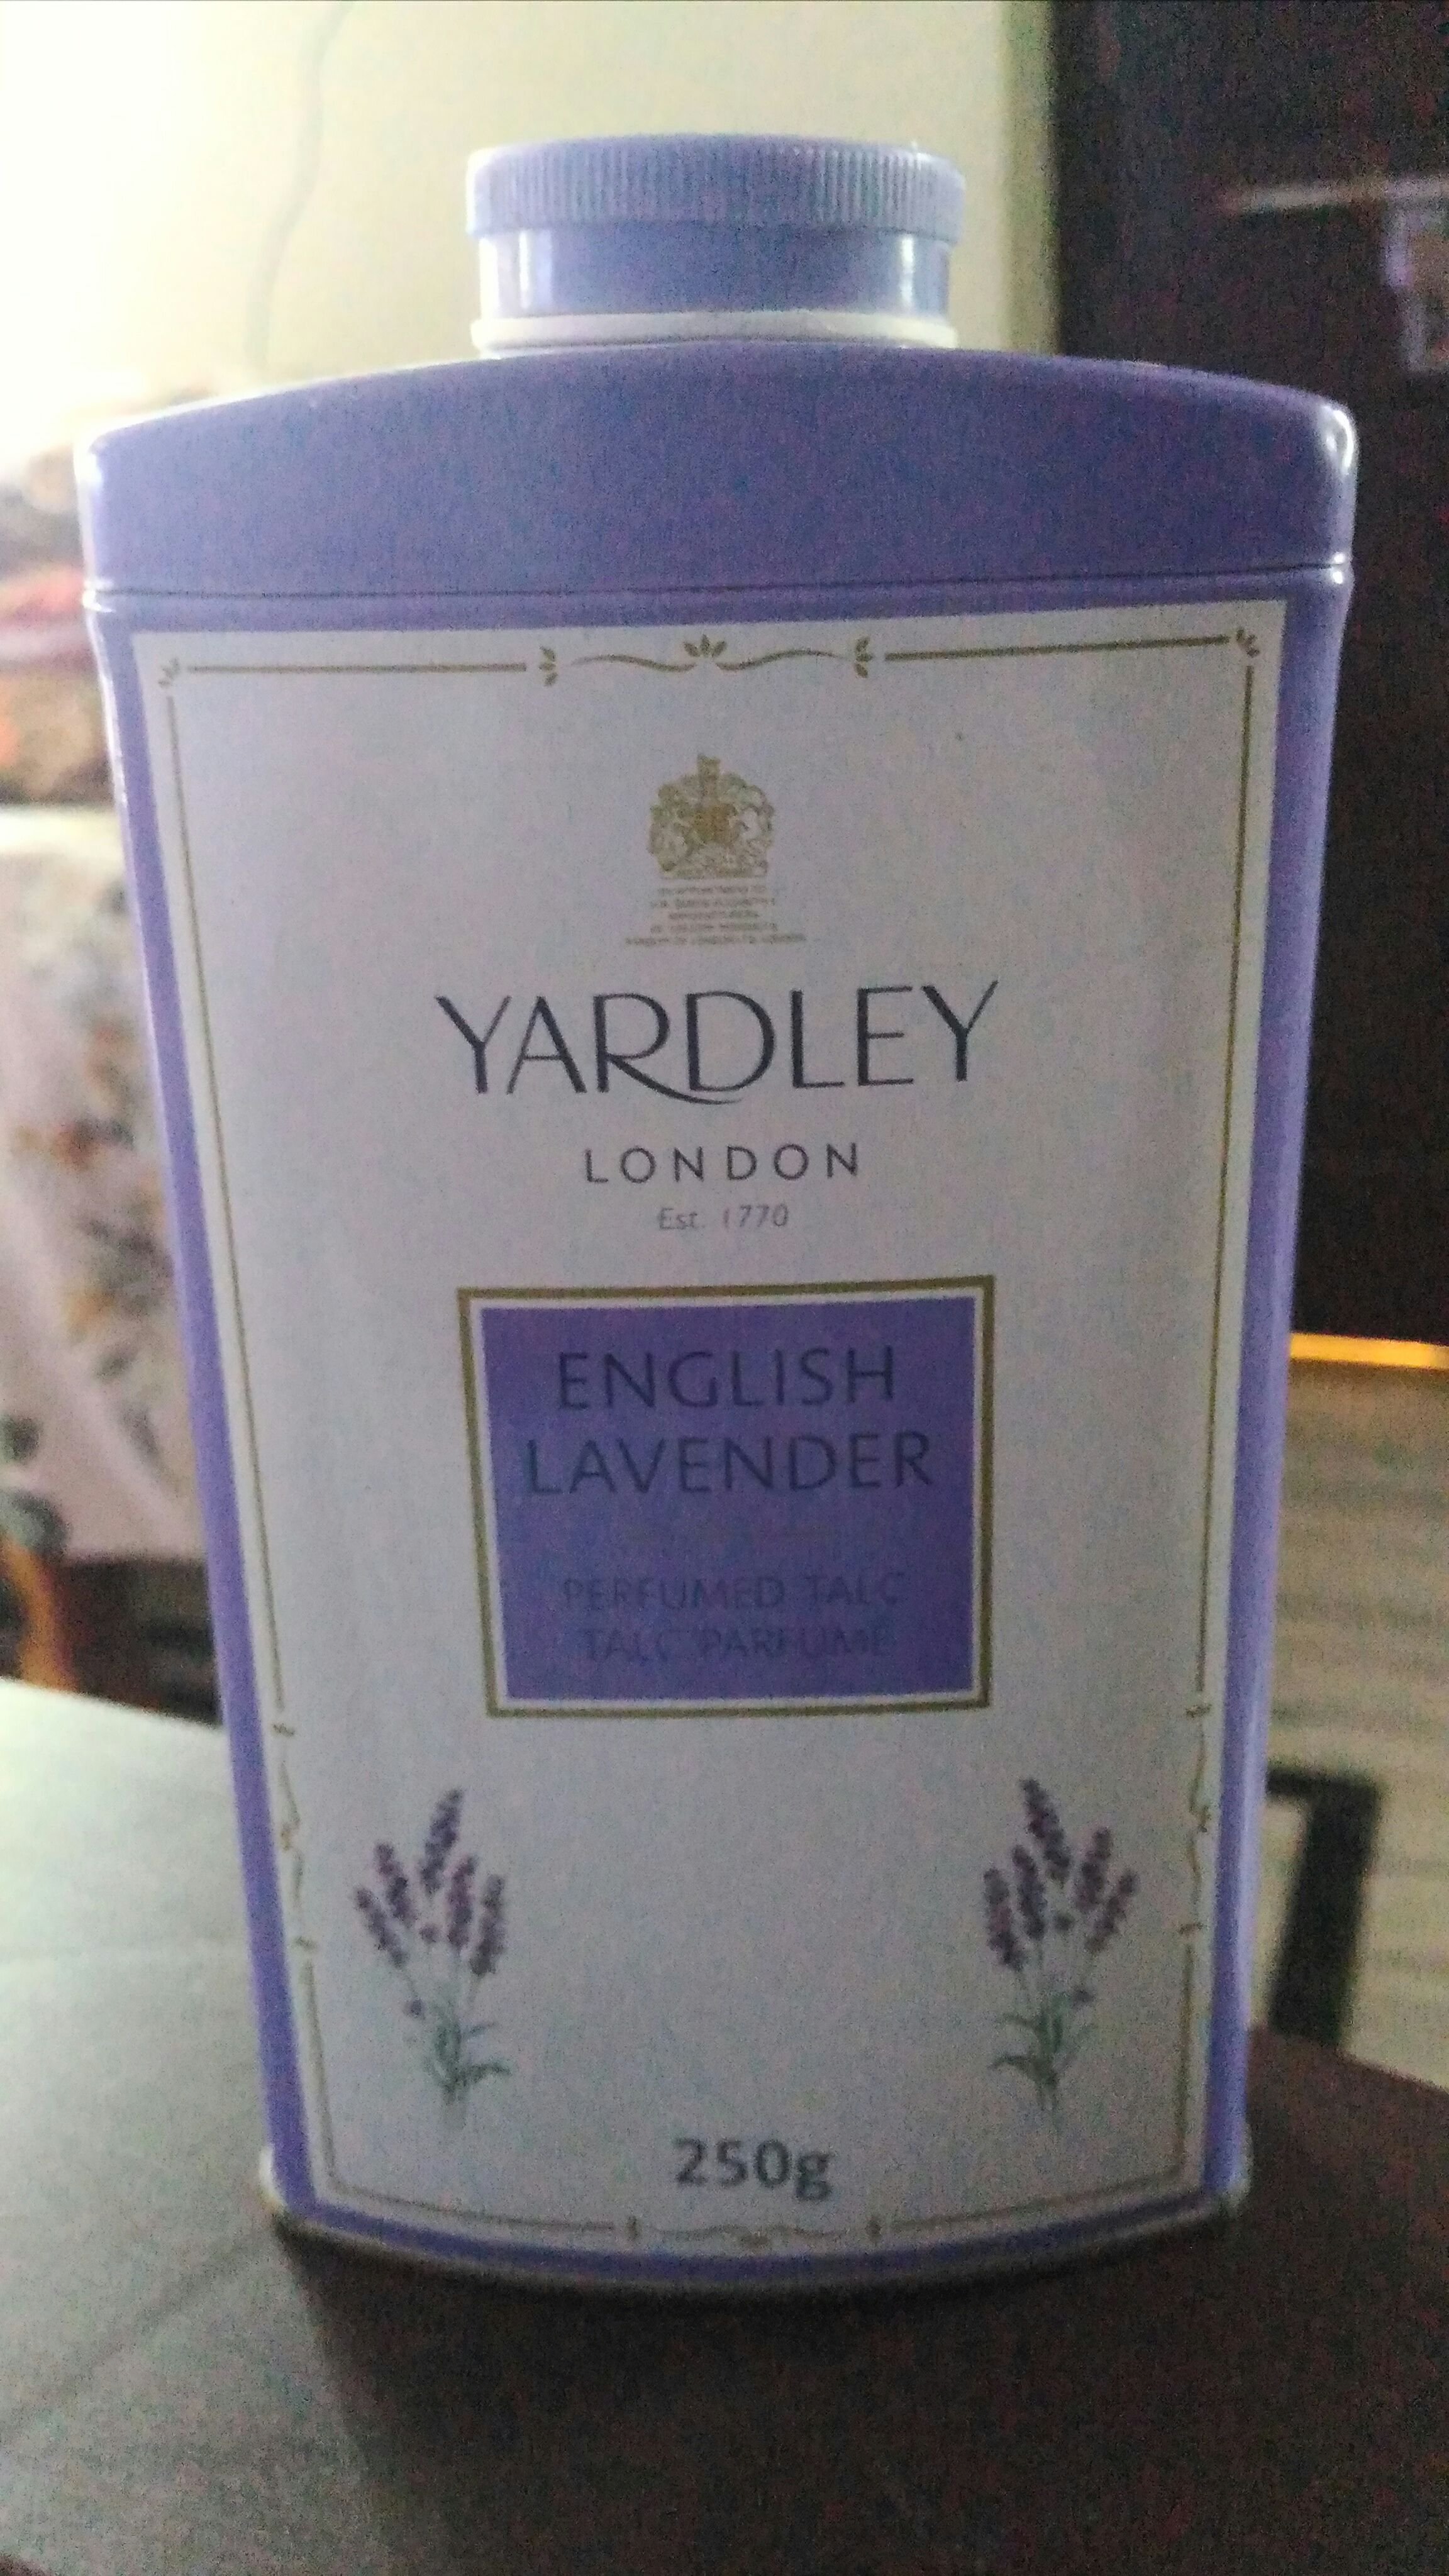 YARDLEY
LONDON
Est. 1770
ENGLISH
LAVENDER
PERFUMED TALC
TALC PARFUMÉ
250g